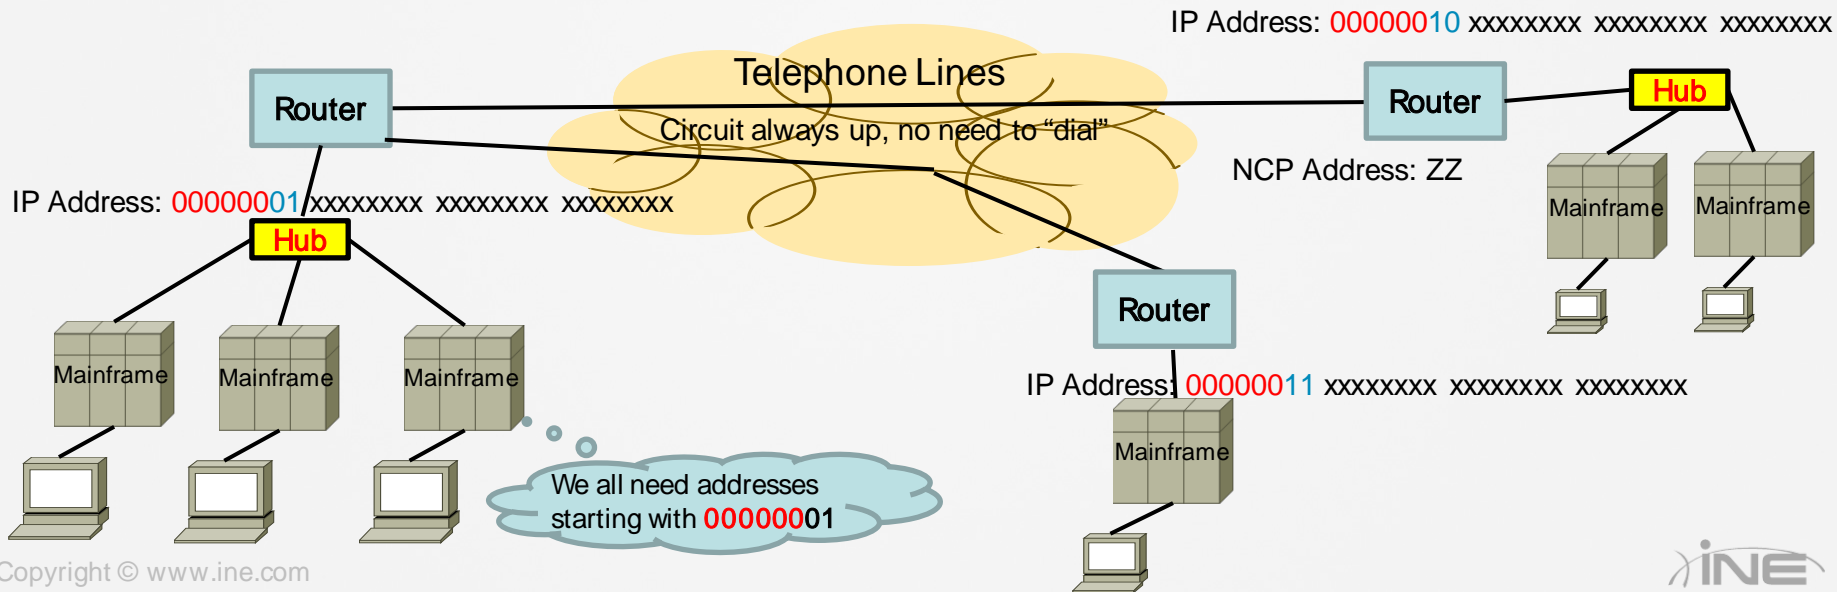 IP Address: 00000010 xxxxxxxx xxxxxxxx xxxxxxxx
Telephone Lines
Router
Router
Hub
Circuit always up, no need to “dial”
NCP Address: ZZ
IP Address: 00000001 xxxxxxxx xxxxxxxx xxxxxxxx
Mainframe
Mainframe
Hub
Router
Mainframe
Mainframe
Mainframe
IP Address: 00000011 xxxxxxxx xxxxxxxx xxxxxxxx
Mainframe
We all need addresses
starting with 00000001
Copyright © www.ine.com
INE